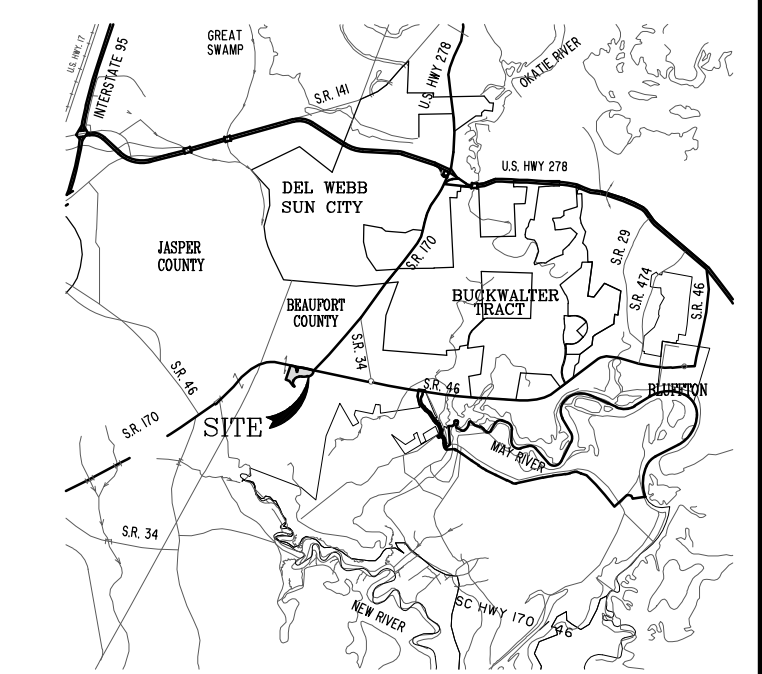 U.S. HWY. 17
INTERSTATE 95
GREAT
SWAMP
S.R. 141
U.S. HWY 278
OKATIE RIVER
U.S. HWY 278
DEL WEBB
SUN CITY
JASPER
COUNTY
S.R. 170
S.R. 29
S.R. 474
S.R. 46
BEAUFORT
COUNTY
BUCKWALTER
TRACT
S.R. 34
S.R. 46
S.R. 46
BLUFFTON
S.R. 170
SITE
MAY RIVER
S.R. 34
NEW RIVER
SC HWY 170
46